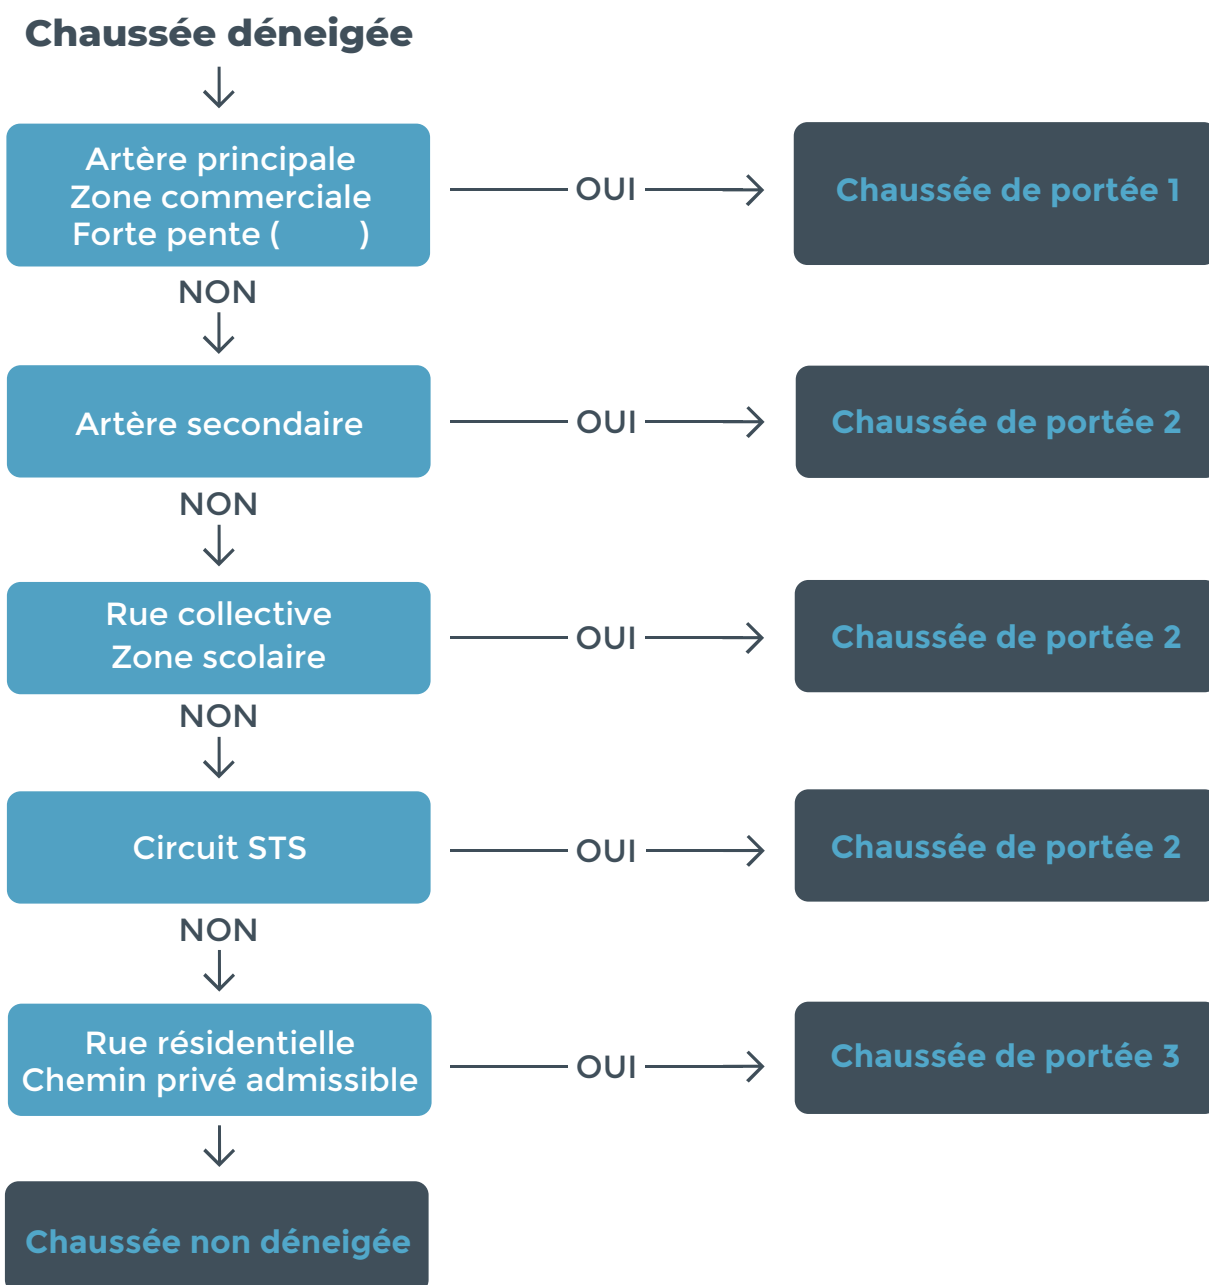 Chaussée déneigée
Artère principale
Zone commerciale
Forte pente (        )
OUI
Chaussée de portée 1
NON
Artère secondaire
OUI
Chaussée de portée 2
NON
Rue collective
Zone scolaire
OUI
Chaussée de portée 2
NON
Circuit STS
OUI
Chaussée de portée 2
NON
Rue résidentielle
Chemin privé admissible
OUI
Chaussée de portée 3
Chaussée non déneigée